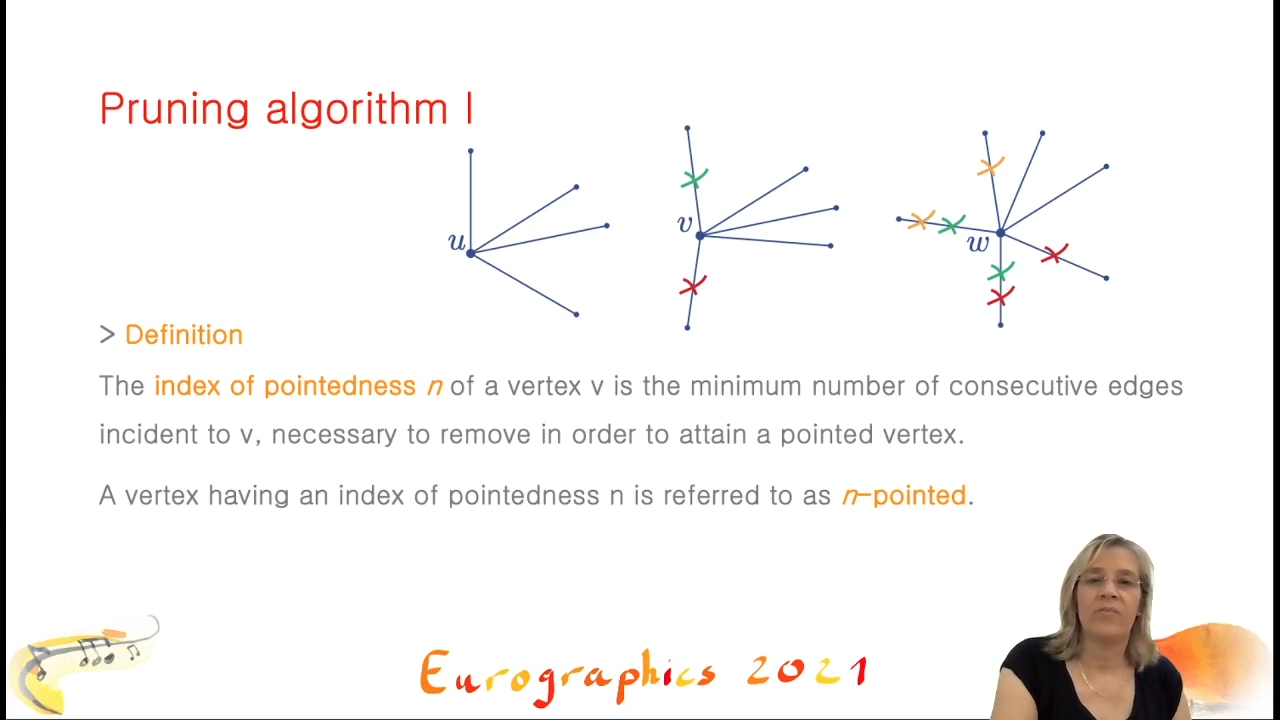 Pruning algorithm I
u
v
w
> Definition
The index of pointedness n of a vertex v is the minimum number of consecutive edges
incident to v, necessary to remove in order to attain a pointed vertex.
A vertex having an index of pointedness n is referred to as n-pointed.
Eurographics 2021